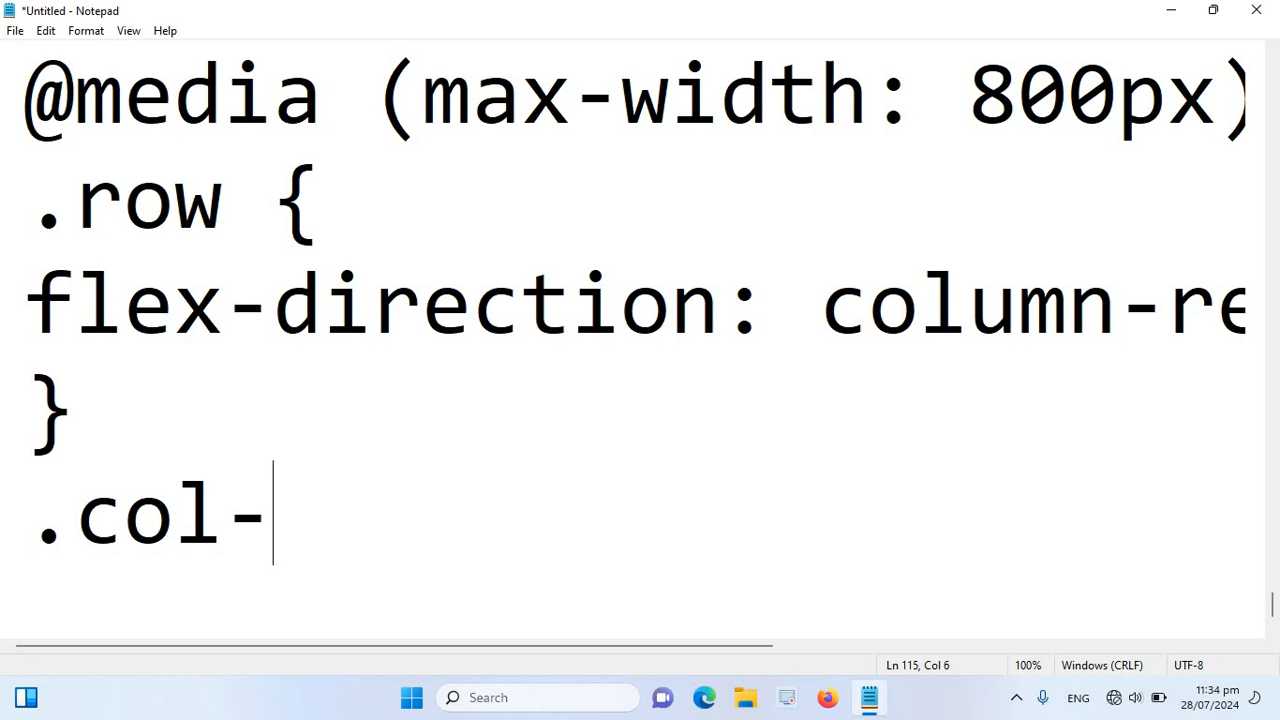 *Untitled - Notepad
File Edit Format View Help
@media (max-width: 800px)
.row {
flex-direction: column-re
}
.col-
Ln 115, Col 6 100% Windows (CRLF) UTF-8
Search
ENG
11:34 pm
28/07/2024